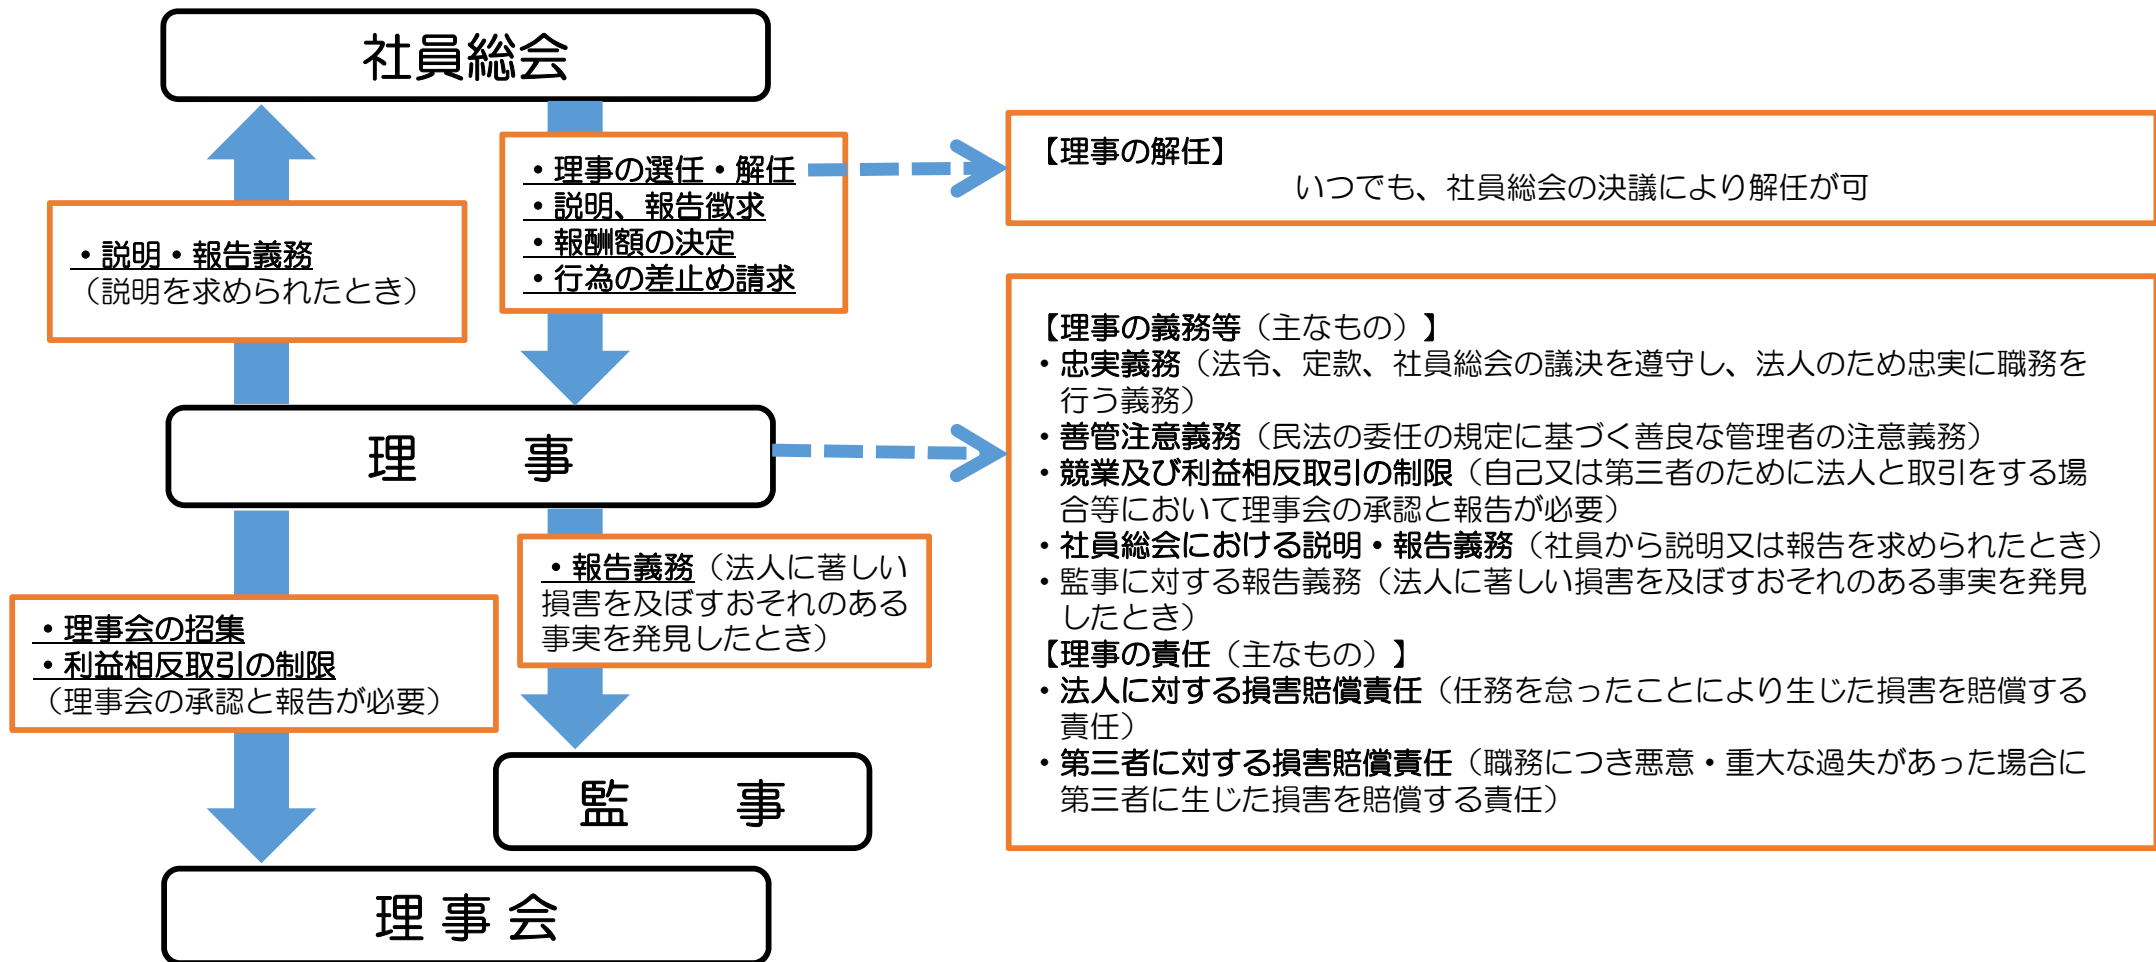 社員総会
・理事の選任・解任
・説明、報告徴求
・報酬額の決定
・行為の差止め請求
・説明・報告義務
（説明を求められたとき）
理　事
・報告義務（法人に著しい
損害を及ぼすおそれのある
事実を発見したとき）
・理事会の招集
・利益相反取引の制限
（理事会の承認と報告が必要）
監　事
理事会
【理事の解任】
いつでも、社員総会の決議により解任が可
【理事の義務等（主なもの）】
・忠実義務（法令、定款、社員総会の議決を遵守し、法人のため忠実に職務を
行う義務）
・善管注意義務（民法の委任の規定に基づく善良な管理者の注意義務）
・競業及び利益相反取引の制限（自己又は第三者のために法人と取引をする場
合等において理事会の承認と報告が必要）
・社員総会における説明・報告義務（社員から説明又は報告を求められたとき）
・監事に対する報告義務（法人に著しい損害を及ぼすおそれのある事実を発見
したとき）
【理事の責任（主なもの）】
・法人に対する損害賠償責任（任務を怠ったことにより生じた損害を賠償する
責任）
・第三者に対する損害賠償責任（職務につき悪意・重大な過失があった場合に
第三者に生じた損害を賠償する責任）